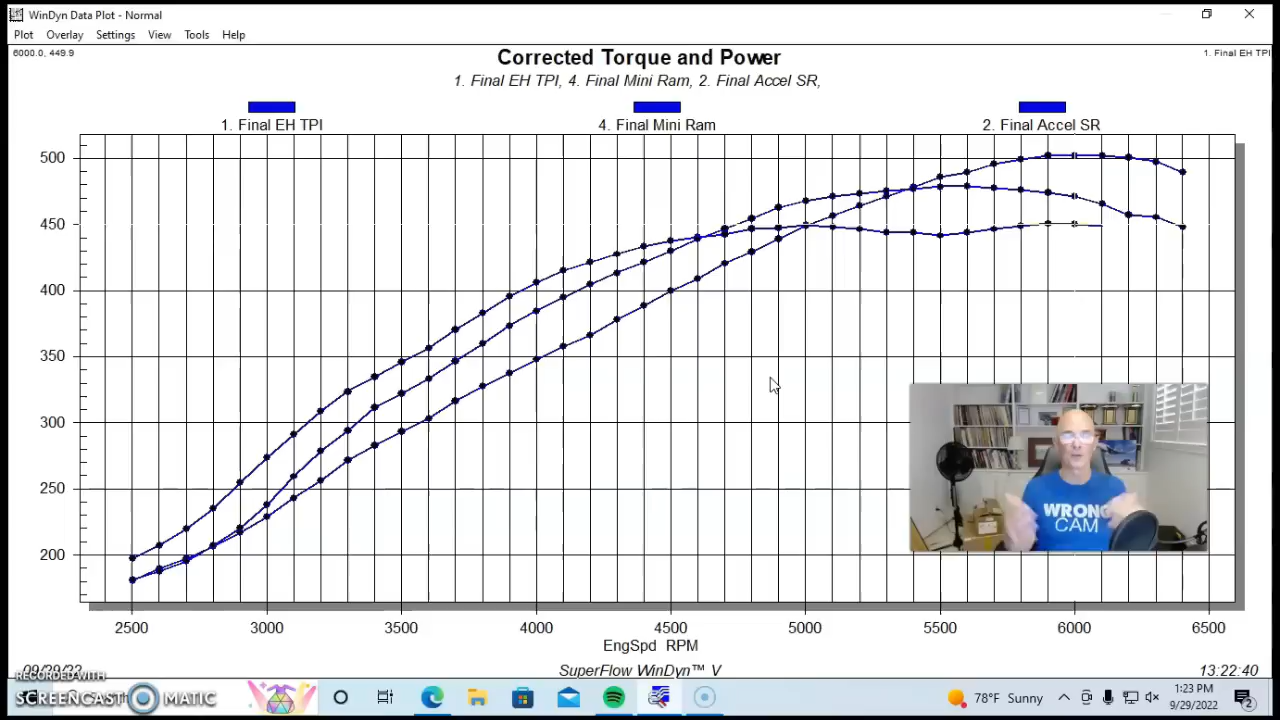 WinDyn Data Plot - Normal
Plot Overlay Settings View Tools Help
6000.0, 449.9
1. Final EH TPI
Corrected Torque and Power
1. Final EH TPI, 4. Final Mini Ram, 2. Final Accel SR,
1. Final EH TPI 4. Final Mini Ram 2. Final Accel SR
500
450
400
350
300
250
200
WRONG
CAM
2500 3000 3500 4000 4500 5000 5500 6000 6500
EngSpd RPM
09/29/22 SuperFlow WinDyn™ V 13:22:40
RECORDED WITH
SCREENCAST MATIC
78°F Sunny
1:23 PM
9/29/2022
2